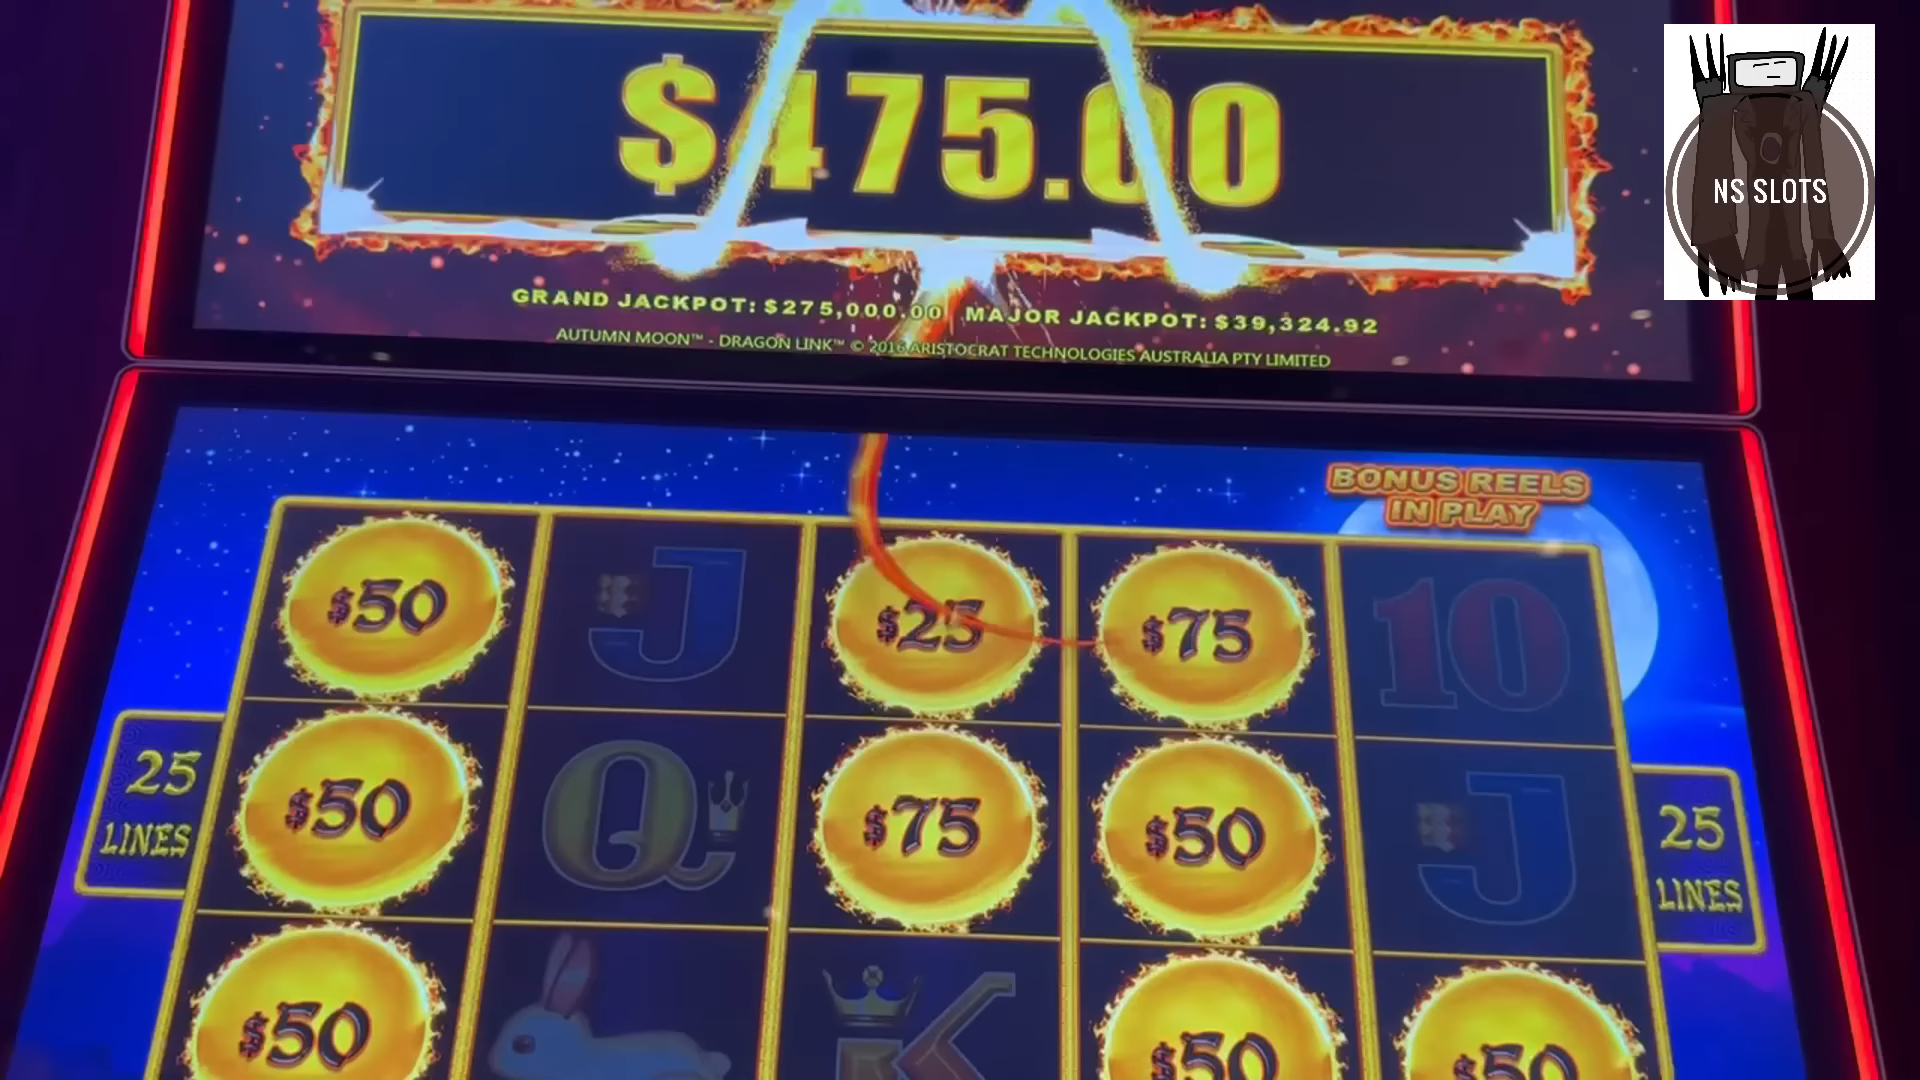 $475.00
NS SLOTS
GRAND JACKPOT: $275,000.00 MAJOR JACKPOT: $39,324.92
AUTUMN MOON™ - DRAGON LINK™ © 2016 ARISTOCRAT TECHNOLOGIES AUSTRALIA PTY LIMITED
BONUS REELS
IN PLAY
$50 J $25 $75 10
25
LINES
$50 Q $75 $50 J
25
LINES
$50 K $50 $50